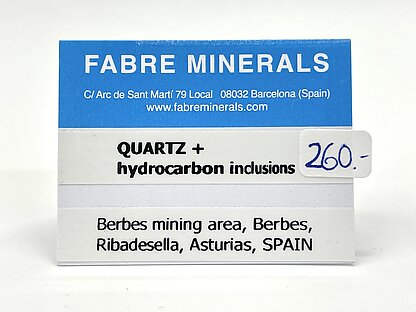 FABRE MINERALS
C/ Arc de Sant Martí 79 Local 08032 Barcelona (Spain)
www.fabreminerals.com
QUARTZ +
hydrocarbon inclusions 260.-
Berbes mining area, Berbes,
Ribadesella, Asturias, SPAIN